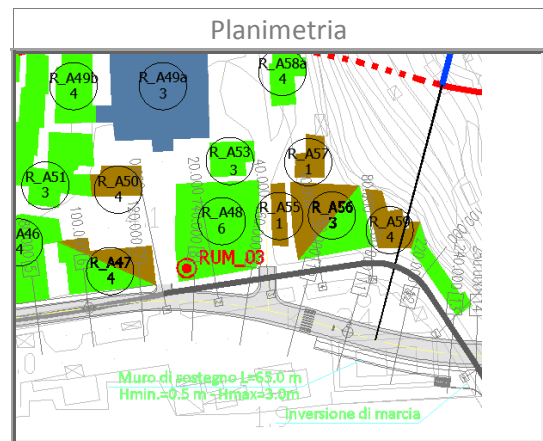 Planimetria
R_A49b
4
R_A49a
3
R_A58a
4
R_A51
3
R_A50
4
R_A53
3
R_A57
1
R_A46
4
R_A47
4
R_A48
6
R_A55
1
R_A56
3
R_A59
4
RUM_03
Muro di sostegno L=65.0 m
Hmin.=0.5 m - Hmax=3.0m
Inversione di marcia